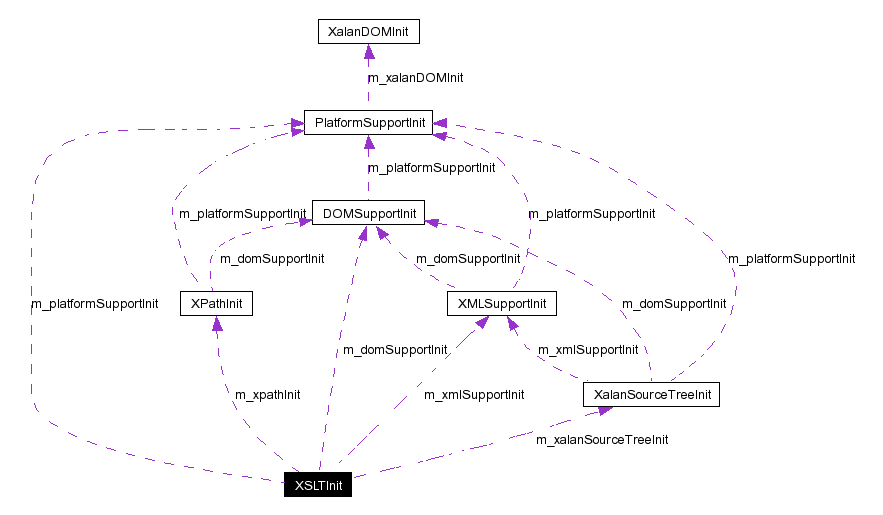 XalanDOMInit
m_xalanDOMInit
PlatformSupportInit
m_platformSupportInit
DOMSupportInit
m_platformSupportInit
m_platformSupportInit
m_domSupportInit
m_domSupportInit
m_platformSupportInit
m_platformSupportInit
XPathInit
XMLSupportInit
m_domSupportInit
m_domSupportInit
m_xmlSupportInit
m_xpathInit
m_xmlSupportInit
XalanSourceTreeInit
m_xalanSourceTreeInit
XSLTInit